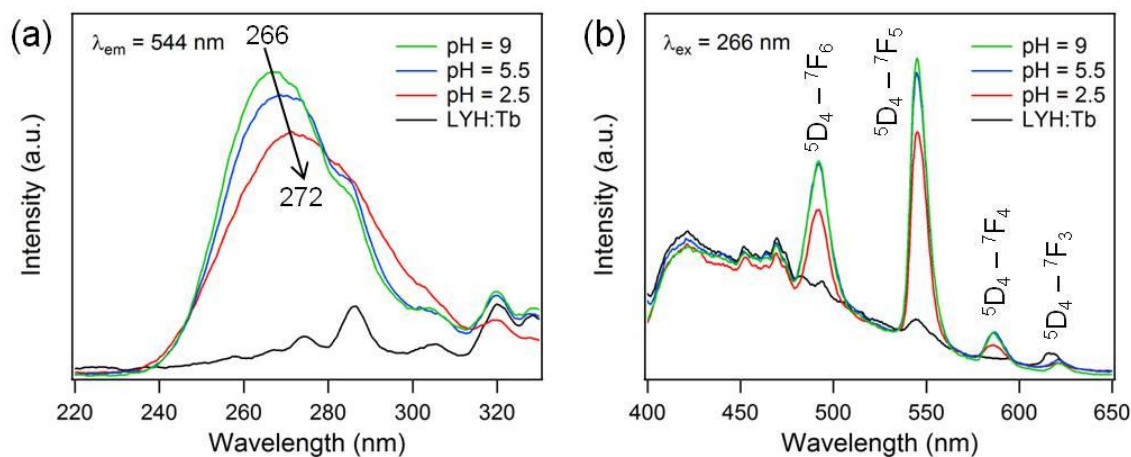 (a)
λem = 544 nm
266
272
pH = 9
pH = 5.5
pH = 2.5
LYH:Tb
Intensity (a.u.)
220 240 260 280 300 320
Wavelength (nm)
(b)
λex = 266 nm
⁵D₄ – ⁷F₆
⁵D₄ – ⁷F₅
⁵D₄ – ⁷F₄
⁵D₄ – ⁷F₃
pH = 9
pH = 5.5
pH = 2.5
LYH:Tb
Intensity (a.u.)
400 450 500 550 600 650
Wavelength (nm)